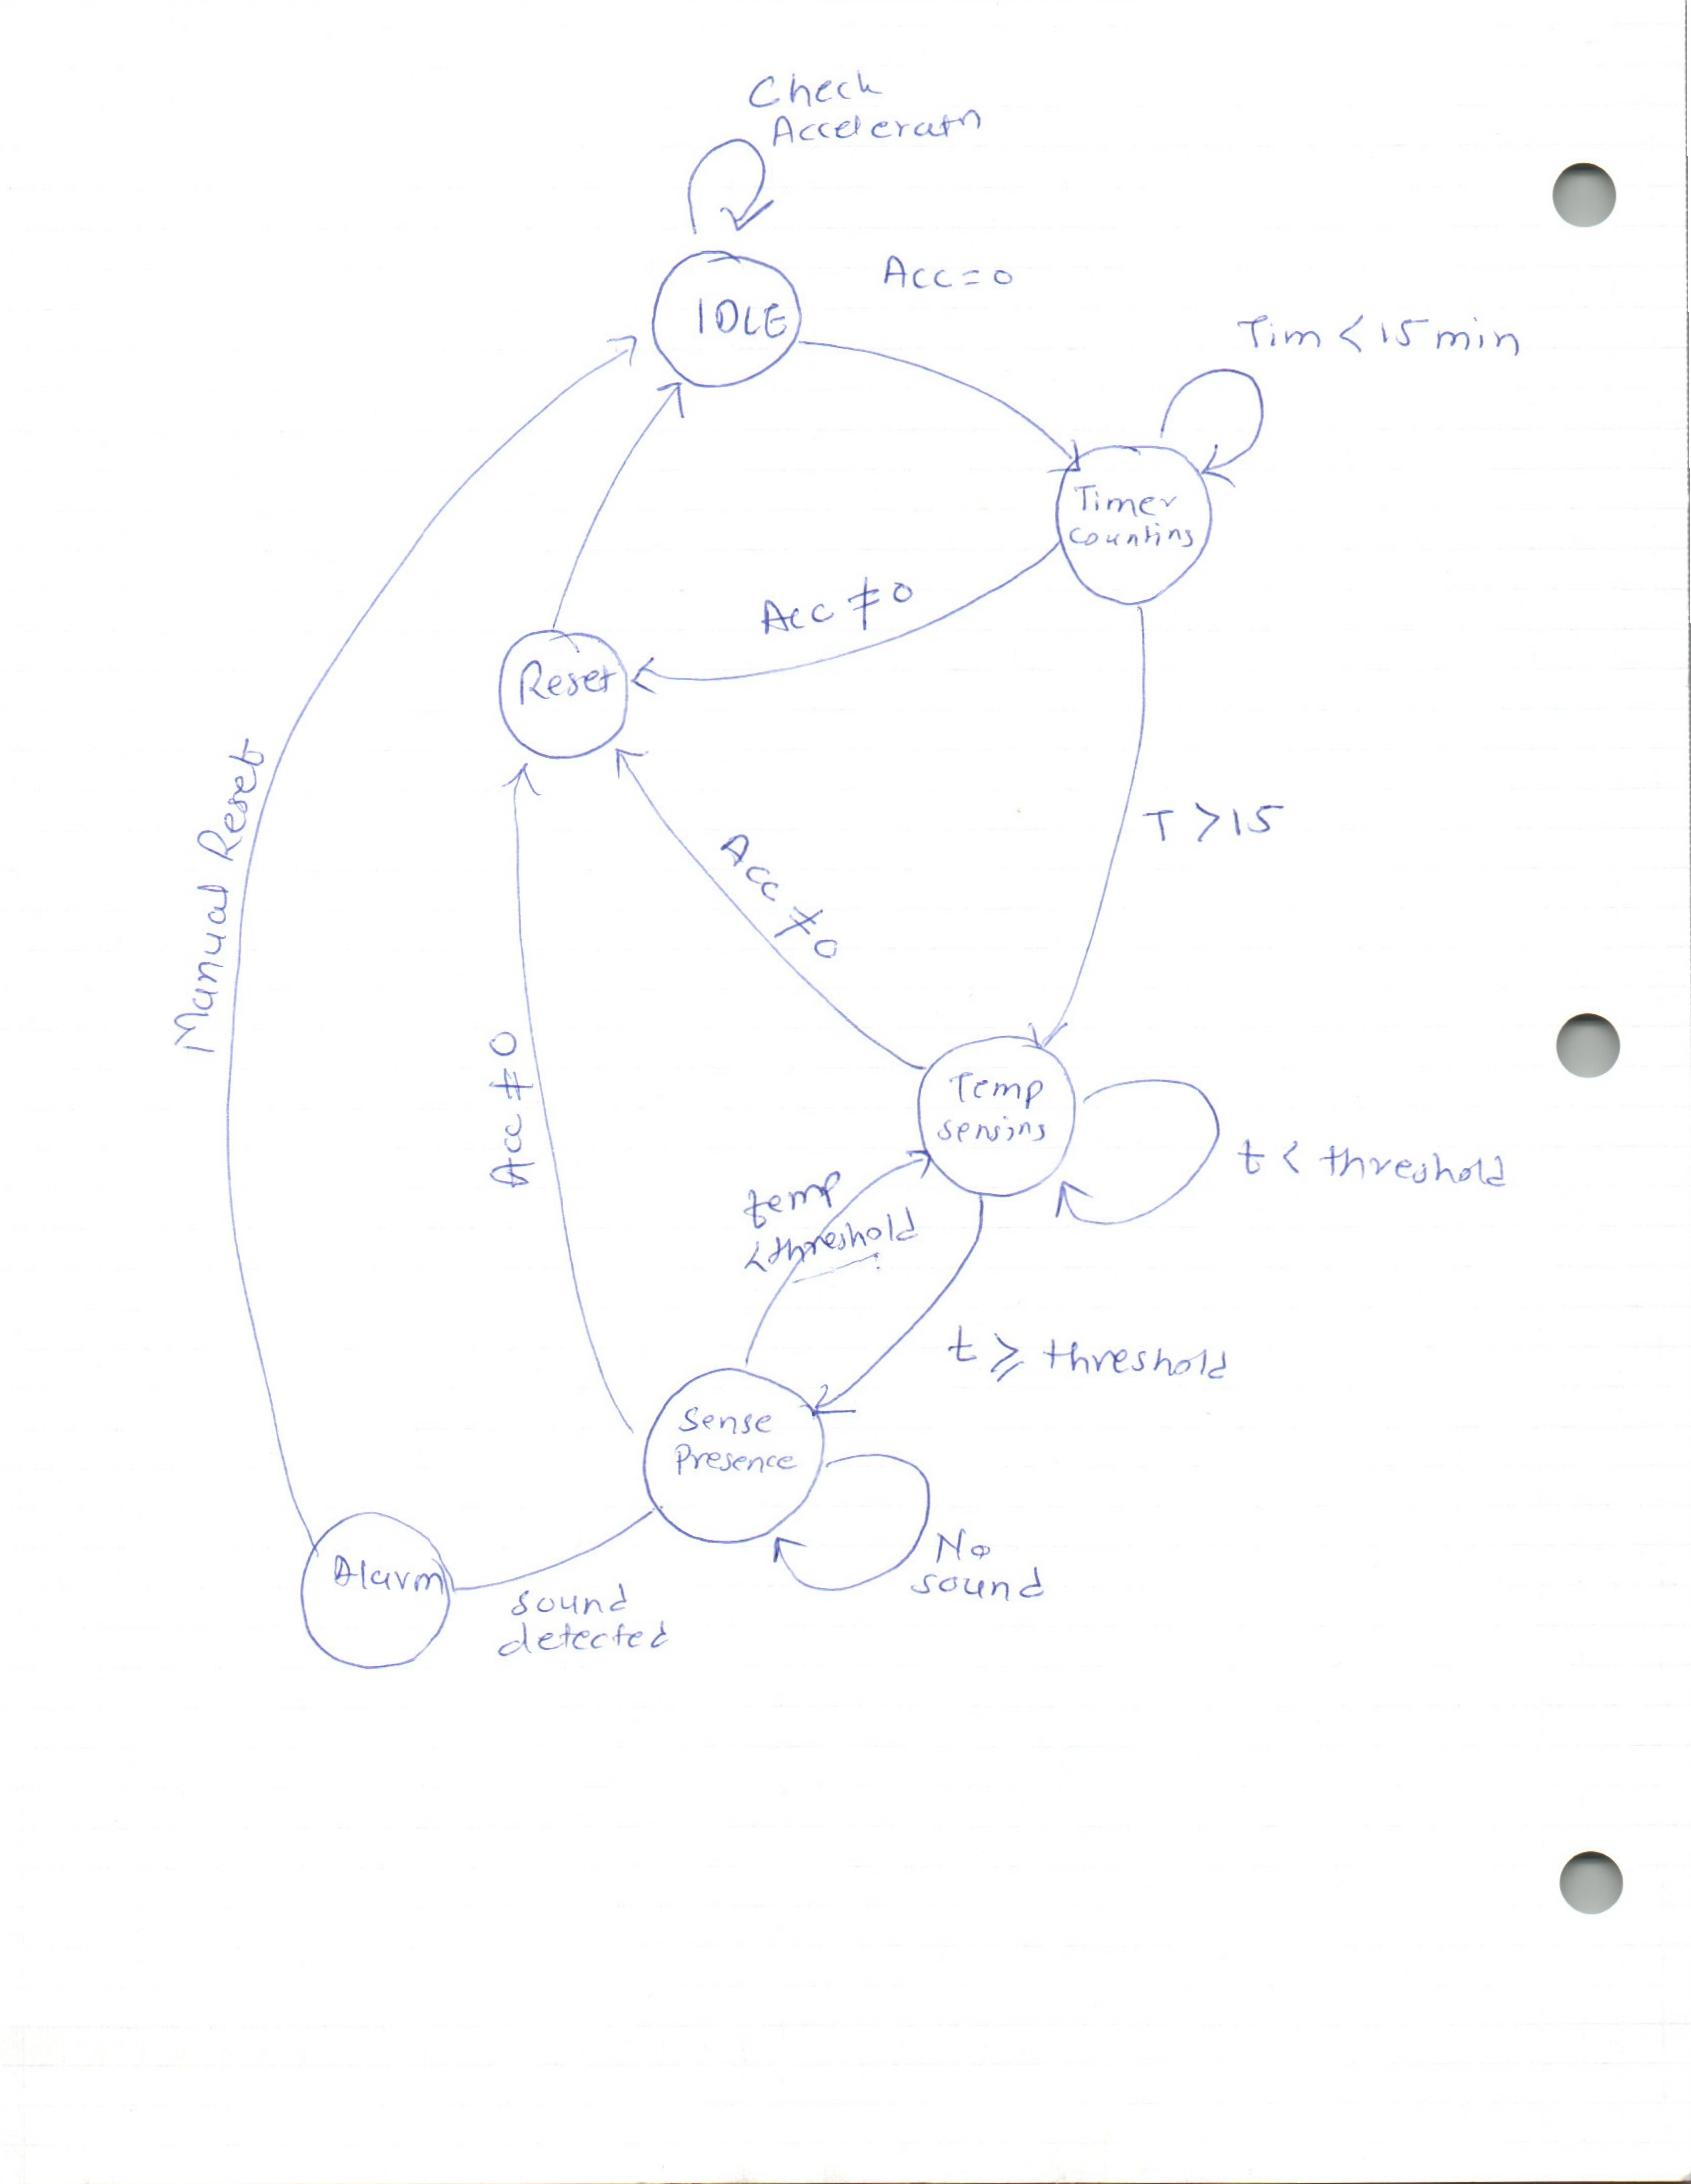 Check
Acceleratn
IDLE
Acc = 0
Tim < 15 min
Timer
counting
Acc ≠ 0
Reset
Manual Reset
T > 15
Acc ≠ 0
Acc ≠ 0
Temp
sensing
t < threshold
temp
< threshold
t ⩾ threshold
Sense
Presence
No
sound
Alarm
sound
detected